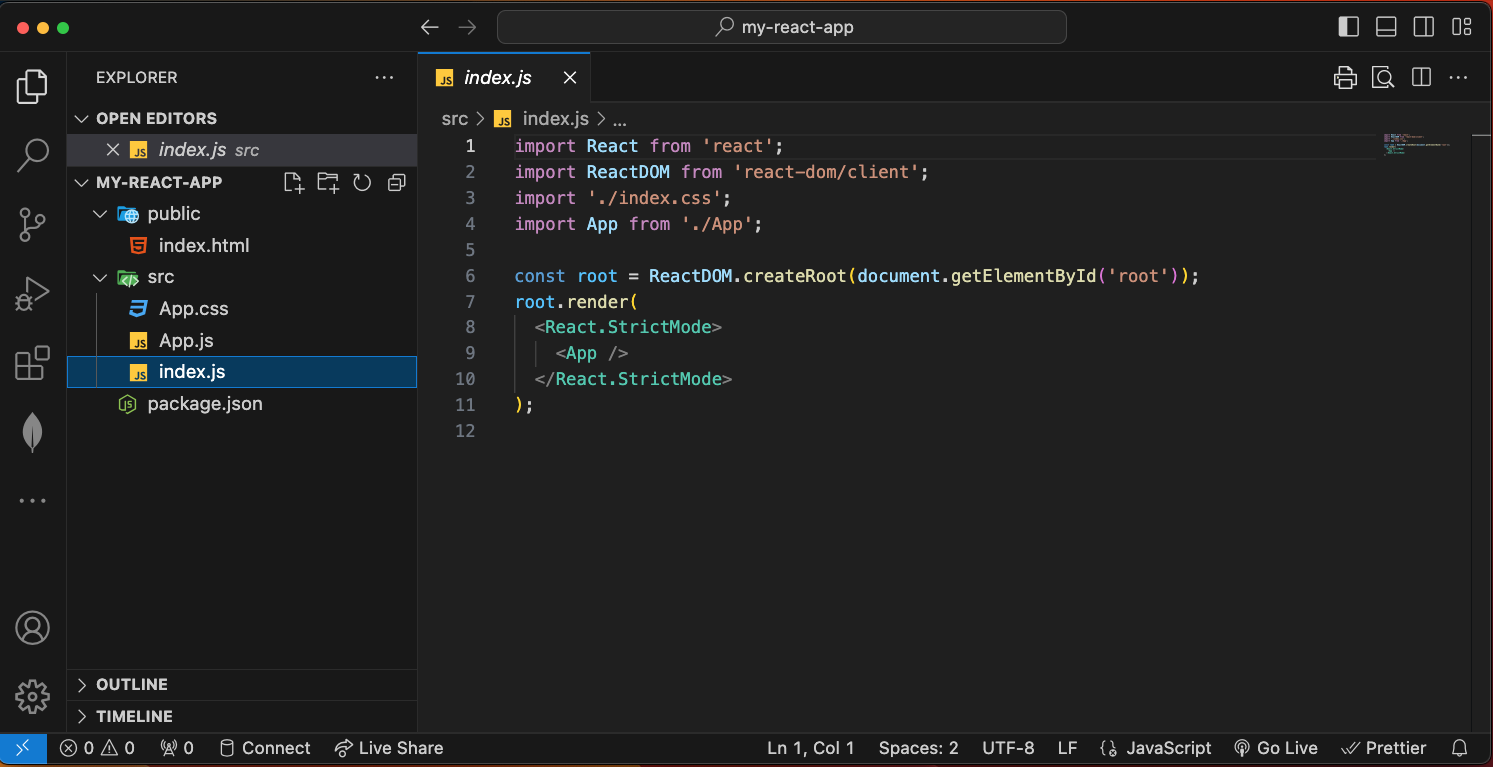 my-react-app
EXPLORER
OPEN EDITORS
index.js src
MY-REACT-APP
public
index.html
src
App.css
App.js
index.js
package.json
OUTLINE
TIMELINE
index.js
src > index.js > ...
1 import React from 'react';
2 import ReactDOM from 'react-dom/client';
3 import './index.css';
4 import App from './App';
5
6 const root = ReactDOM.createRoot(document.getElementById('root'));
7 root.render(
8 <React.StrictMode>
9 <App />
10 </React.StrictMode>
11 );
12
0 0 0 Connect Live Share Ln 1, Col 1 Spaces: 2 UTF-8 LF JavaScript Go Live Prettier